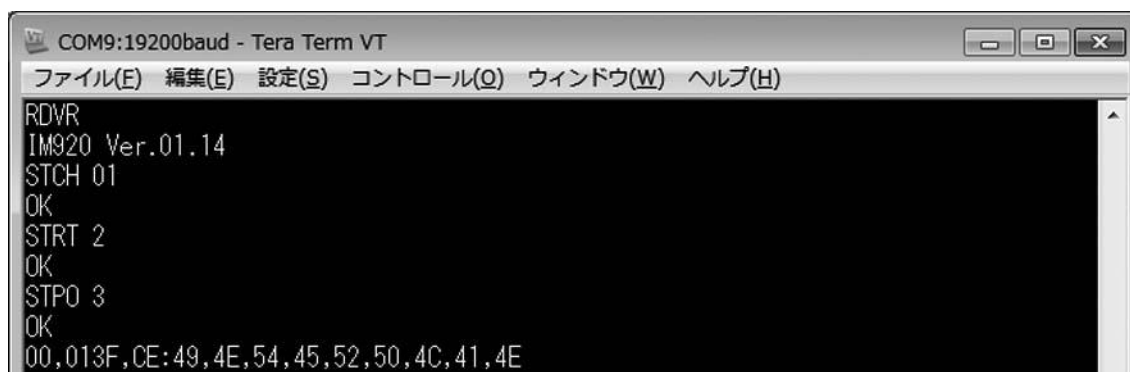 COM9:19200baud - Tera Term VT
ファイル(F) 編集(E) 設定(S) コントロール(O) ウィンドウ(W) ヘルプ(H)
RDVR
IM920 Ver.01.14
STCH 01
OK
STRT 2
OK
STPO 3
OK
00,013F,CE:49,4E,54,45,52,50,4C,41,4E